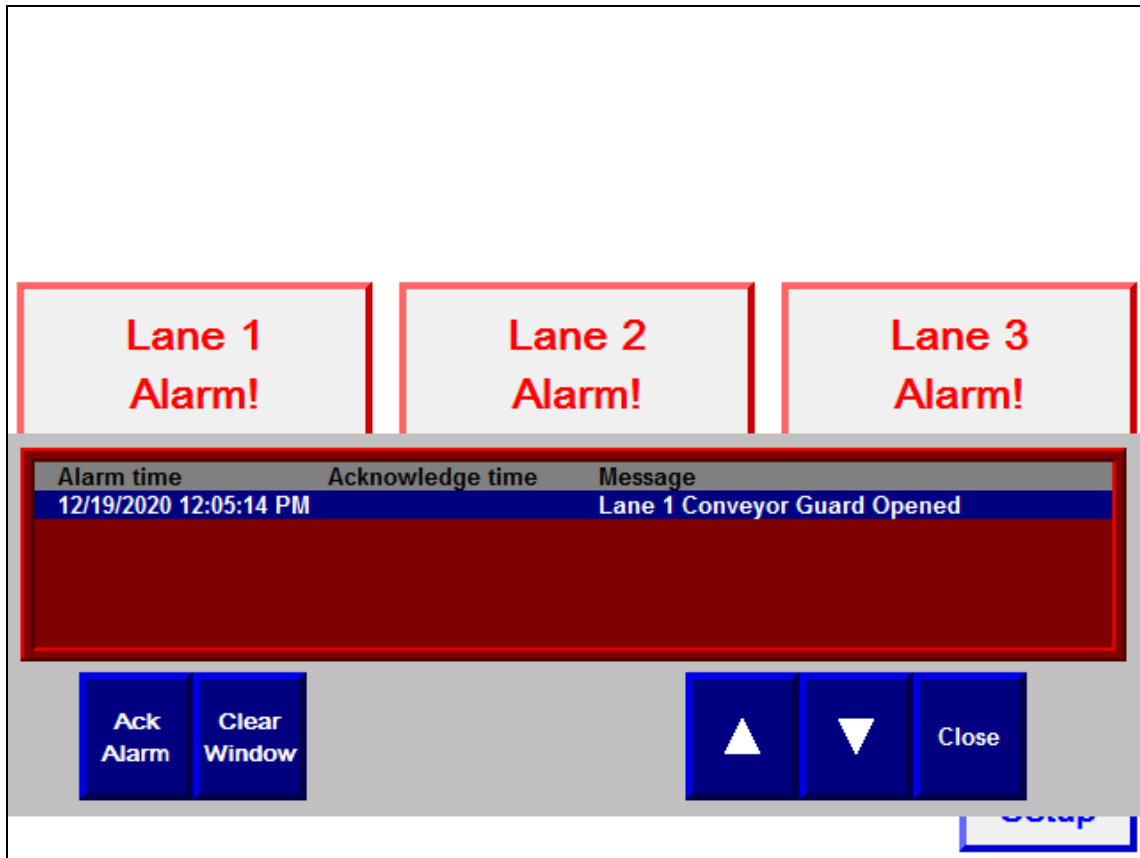 Lane 1
Alarm!
Lane 2
Alarm!
Lane 3
Alarm!
Alarm time Acknowledge time Message
12/19/2020 12:05:14 PM Lane 1 Conveyor Guard Opened
Ack
Alarm
Clear
Window
Close
Setup